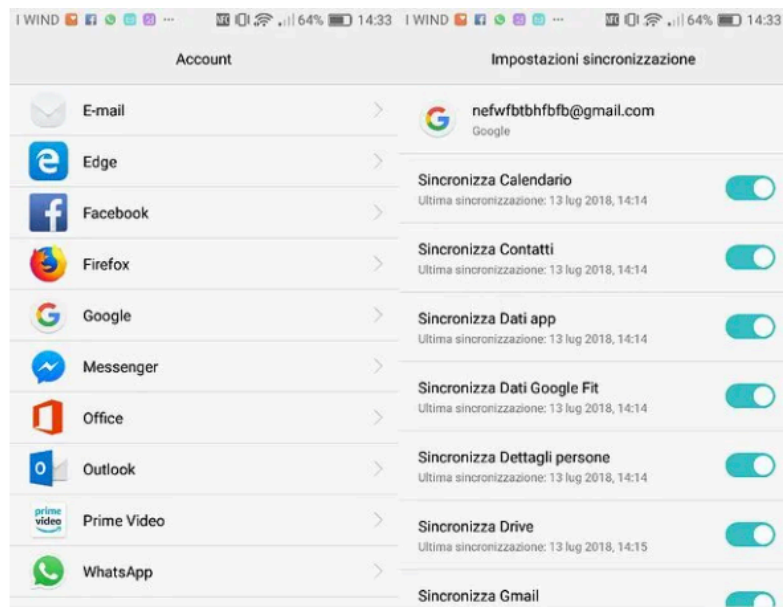 I WIND 64% 14:33
Account
E-mail
Edge
Facebook
Firefox
Google
Messenger
Office
Outlook
prime
video
Prime Video
WhatsApp
I WIND 64% 14:33
Impostazioni sincronizzazione
nefwfbtbhfbfb@gmail.com
Google
Sincronizza Calendario
Ultima sincronizzazione: 13 lug 2018, 14:14
Sincronizza Contatti
Ultima sincronizzazione: 13 lug 2018, 14:14
Sincronizza Dati app
Ultima sincronizzazione: 13 lug 2018, 14:14
Sincronizza Dati Google Fit
Ultima sincronizzazione: 13 lug 2018, 14:14
Sincronizza Dettagli persone
Ultima sincronizzazione: 13 lug 2018, 14:14
Sincronizza Drive
Ultima sincronizzazione: 13 lug 2018, 14:15
Sincronizza Gmail